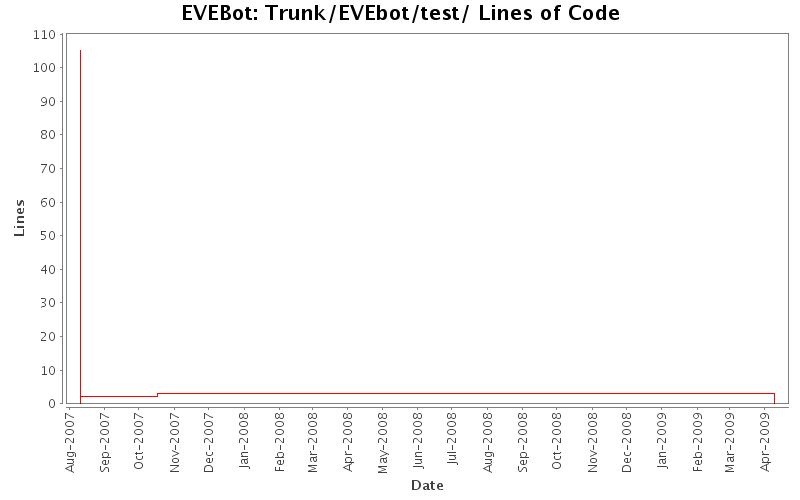 EVEBot: Trunk/EVEbot/test/ Lines of Code
110
100
90
80
70
60
50
40
30
20
10
0
Lines
Aug-2007
Sep-2007
Oct-2007
Nov-2007
Dec-2007
Jan-2008
Feb-2008
Mar-2008
Apr-2008
May-2008
Jun-2008
Jul-2008
Aug-2008
Sep-2008
Oct-2008
Nov-2008
Dec-2008
Jan-2009
Feb-2009
Mar-2009
Apr-2009
Date